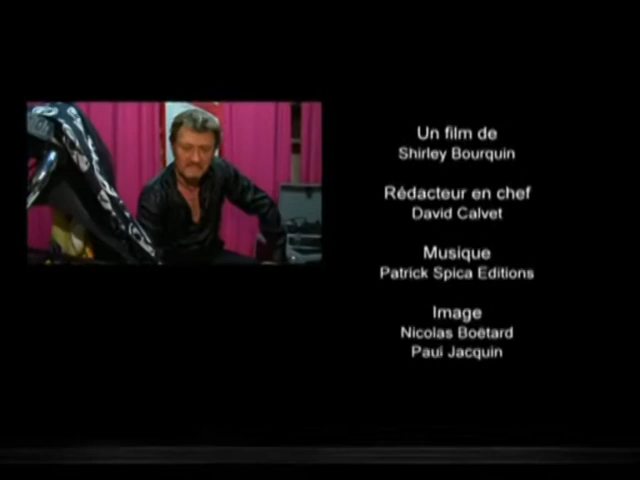 Un film de
Shirley Bourquin
Rédacteur en chef
David Calvet
Musique
Patrick Spica Editions
Image
Nicolas Boëtard
Paul Jacquin